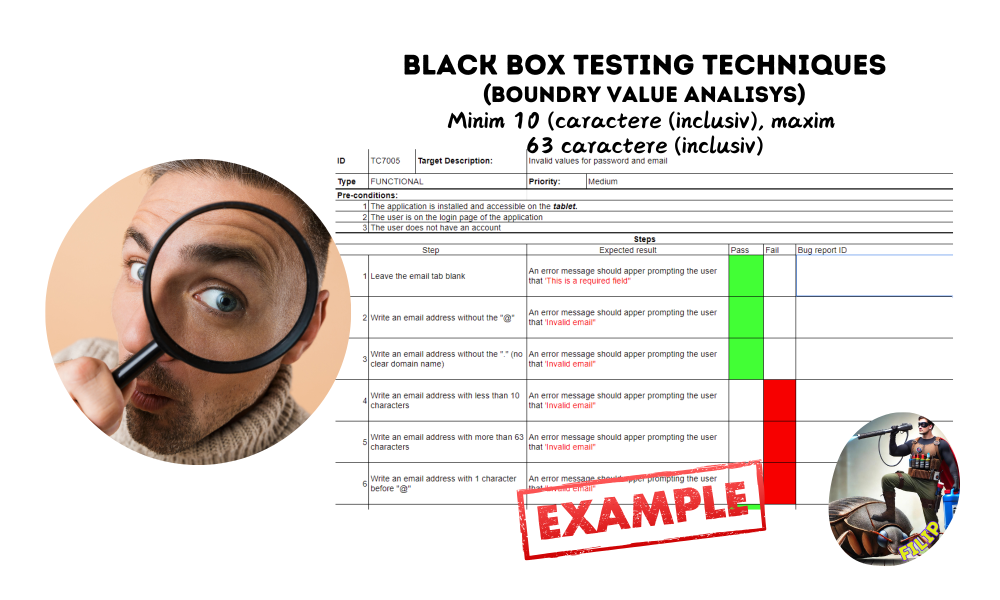 BLACK BOX TESTING TECHNIQUES
(BOUNDRY VALUE ANALISYS)
Minim 10 (caractere (inclusiv), maxim
63 caractere (inclusiv)
ID TC7005 Target Description: Invalid values for password and email
Type FUNCTIONAL Priority: Medium
Pre-conditions:
1 The application is installed and accessible on the tablet.
2 The user is on the login page of the application
3 The user does not have an account
Steps
Step Expected result Pass Fail Bug report ID
1 Leave the email tab blank
An error message should apper prompting the user
that 'This is a required field"
2 Write an email address without the "@"
An error message should apper prompting the user
that 'Invalid email"
3 Write an email address without the "." (no
clear domain name)
An error message should apper prompting the user
that 'Invalid email"
4 Write an email address with less than 10
characters
An error message should apper prompting the user
that 'Invalid email"
5 Write an email address with more than 63
characters
An error message should apper prompting the user
that 'Invalid email"
6 Write an email address with 1 character
before "@"
An error message should apper prompting the user
that 'Invalid email"
EXAMPLE
FILIP